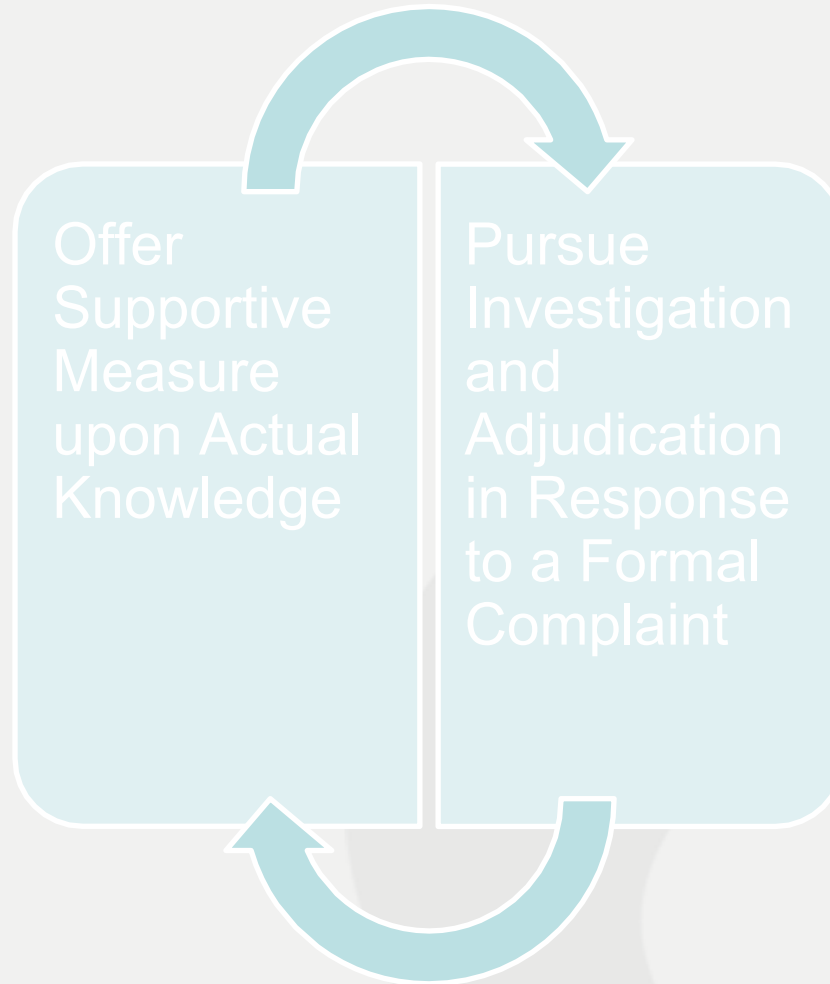 Offer
Supportive
Measure
upon Actual
Knowledge
Pursue
Investigation
and
Adjudication
in Response
to a Formal
Complaint